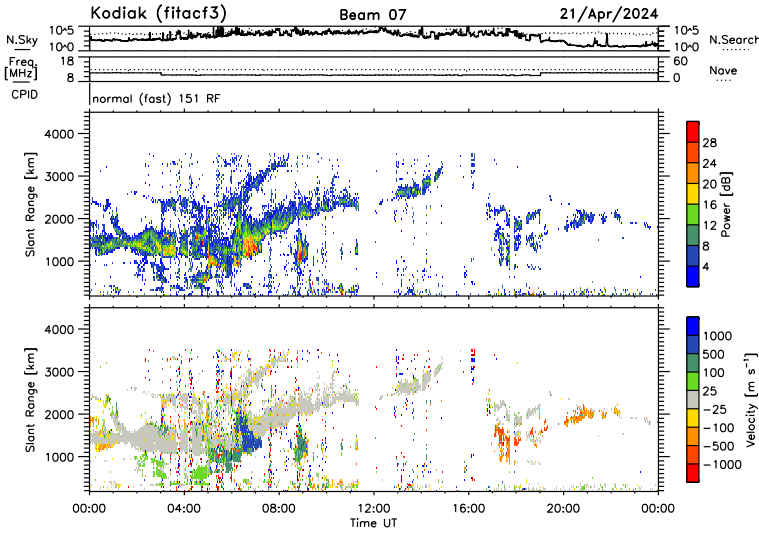 Kodiak (fitacf3) Beam 07 21/Apr/2024
N.Sky 10^5 10^0 10^5 10^0 N.Search
Freq. [MHz] 18 8 60 0 Nave
CPID normal (fast) 151 RF
Slant Range [km] 4000 3000 2000 1000
28 24 20 16 12 8 4 Power [dB]
Slant Range [km] 4000 3000 2000 1000
1000 500 100 25 −25 −100 −500 −1000 Velocity [m s⁻¹]
00:00 04:00 08:00 12:00 16:00 20:00 00:00
Time UT